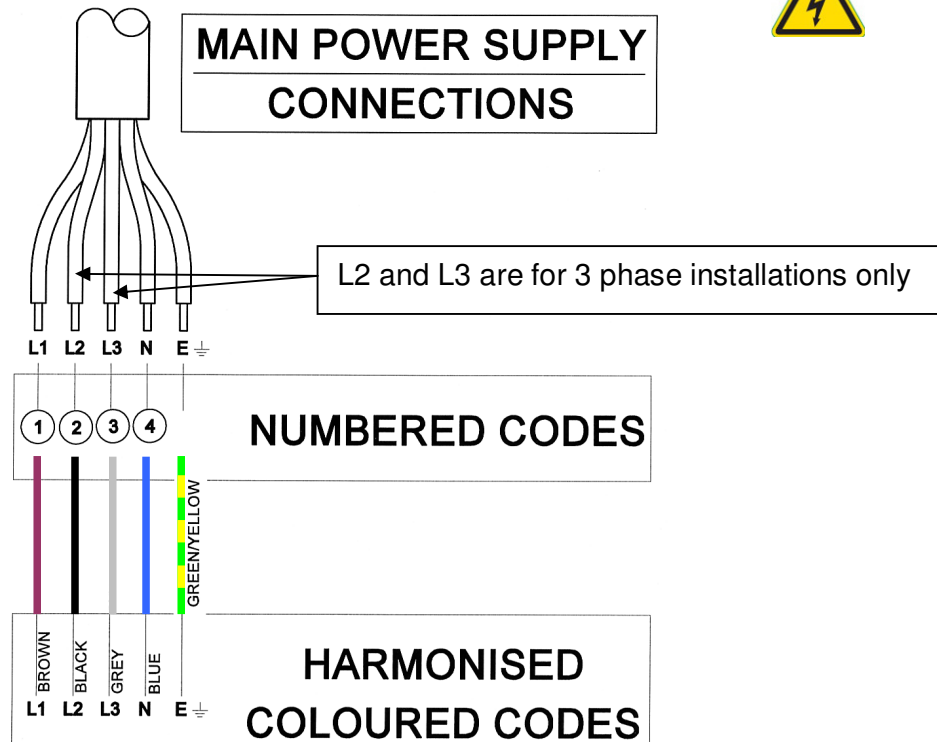 MAIN POWER SUPPLY
CONNECTIONS
L2 and L3 are for 3 phase installations only
L1 L2 L3 N E
1 2 3 4
NUMBERED CODES
GREEN/YELLOW
BROWN
BLACK
GREY
BLUE
HARMONISED
L1 L2 L3 N E
COLOURED CODES